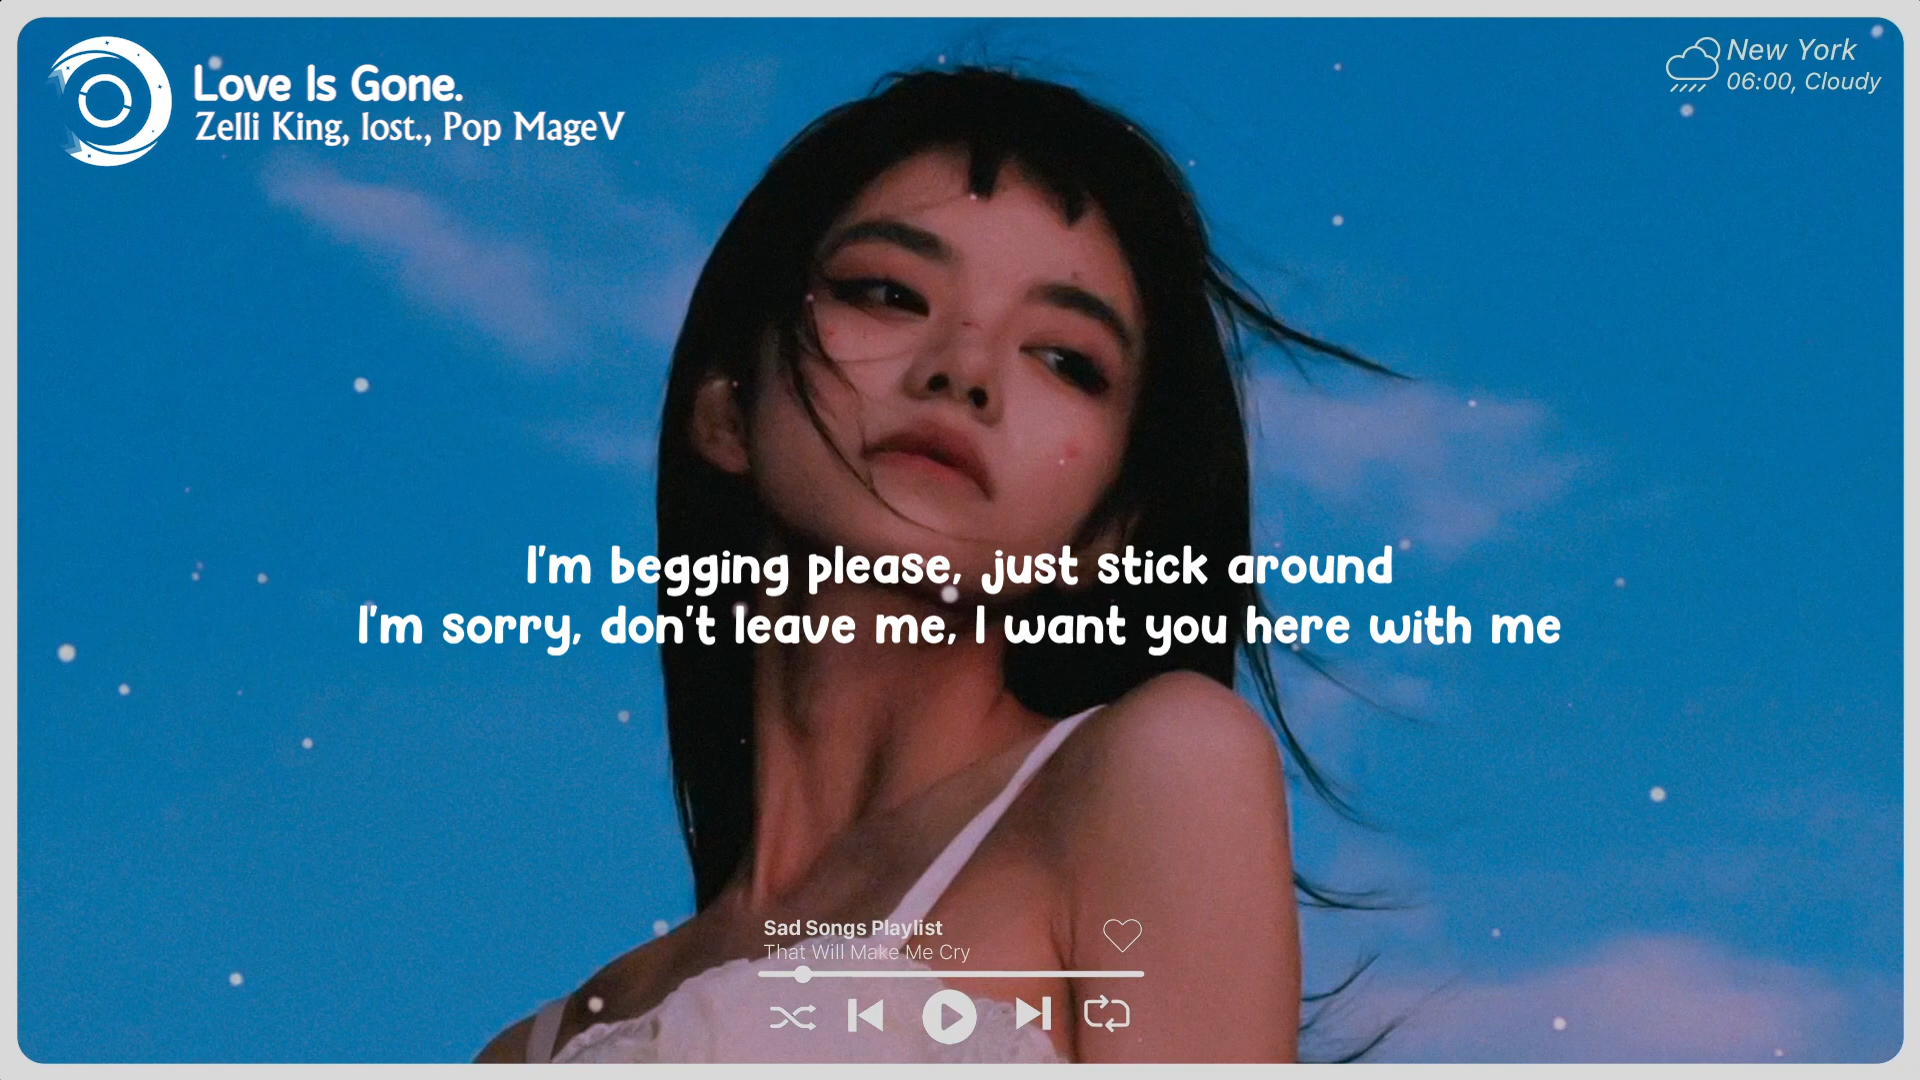 Love Is Gone.
Zelli King, lost., Pop MageV
New York
06:00, Cloudy
I'm begging please, just stick around
I'm sorry, don't leave me, I want you here with me
Sad Songs Playlist
That Will Make Me Cry